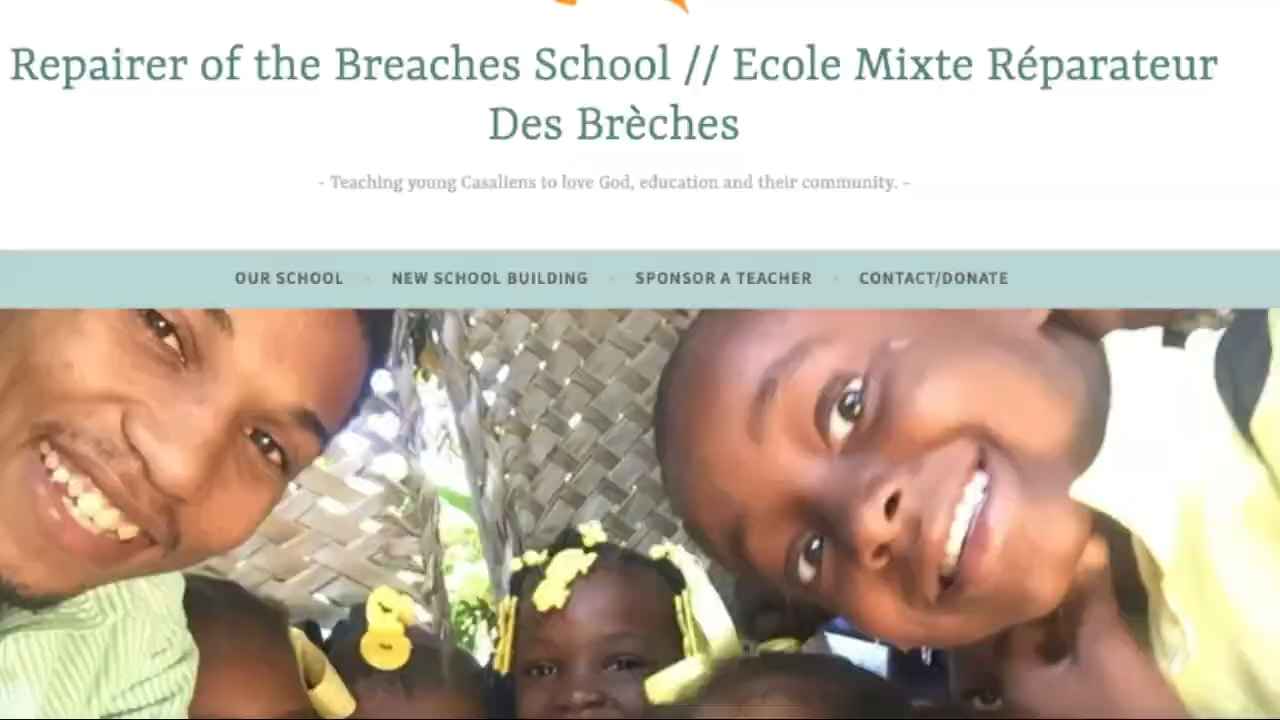 Repairer of the Breaches School // Ecole Mixte Réparateur
Des Brèches
- Teaching young Casaliens to love God, education and their community. -
OUR SCHOOL
NEW SCHOOL BUILDING
SPONSOR A TEACHER
CONTACT/DONATE